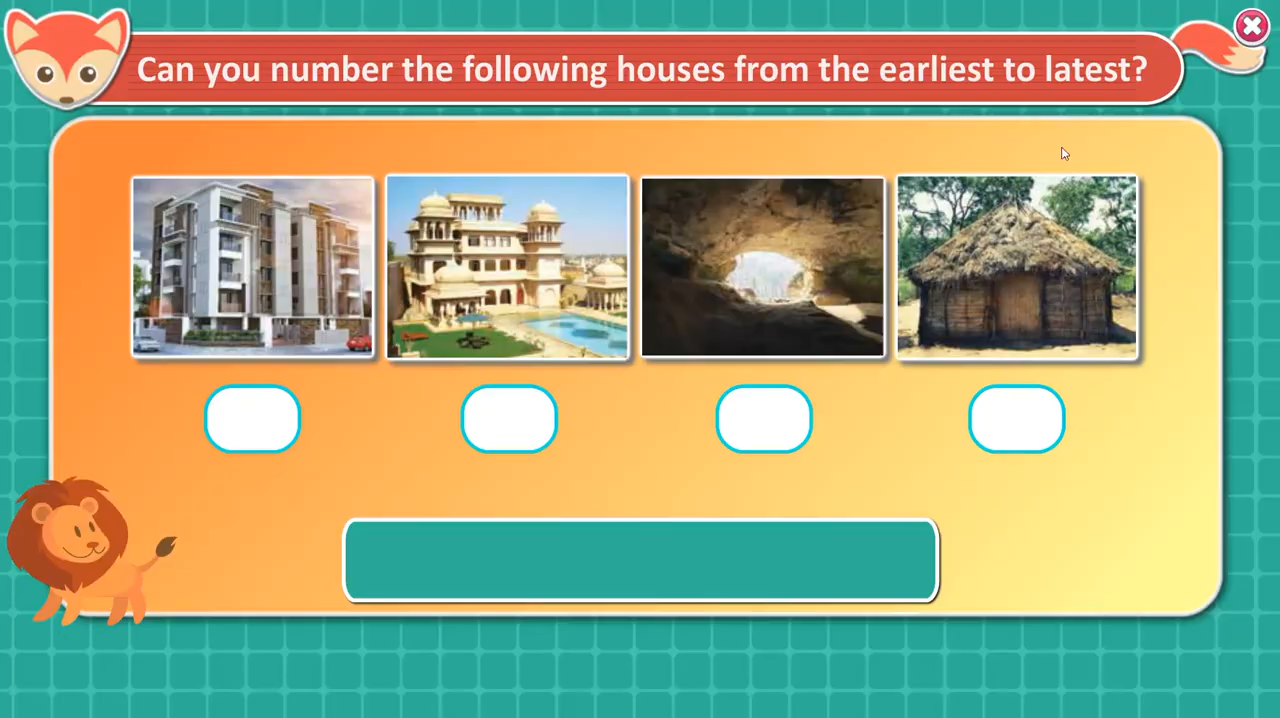 Can you number the following houses from the earliest to latest?